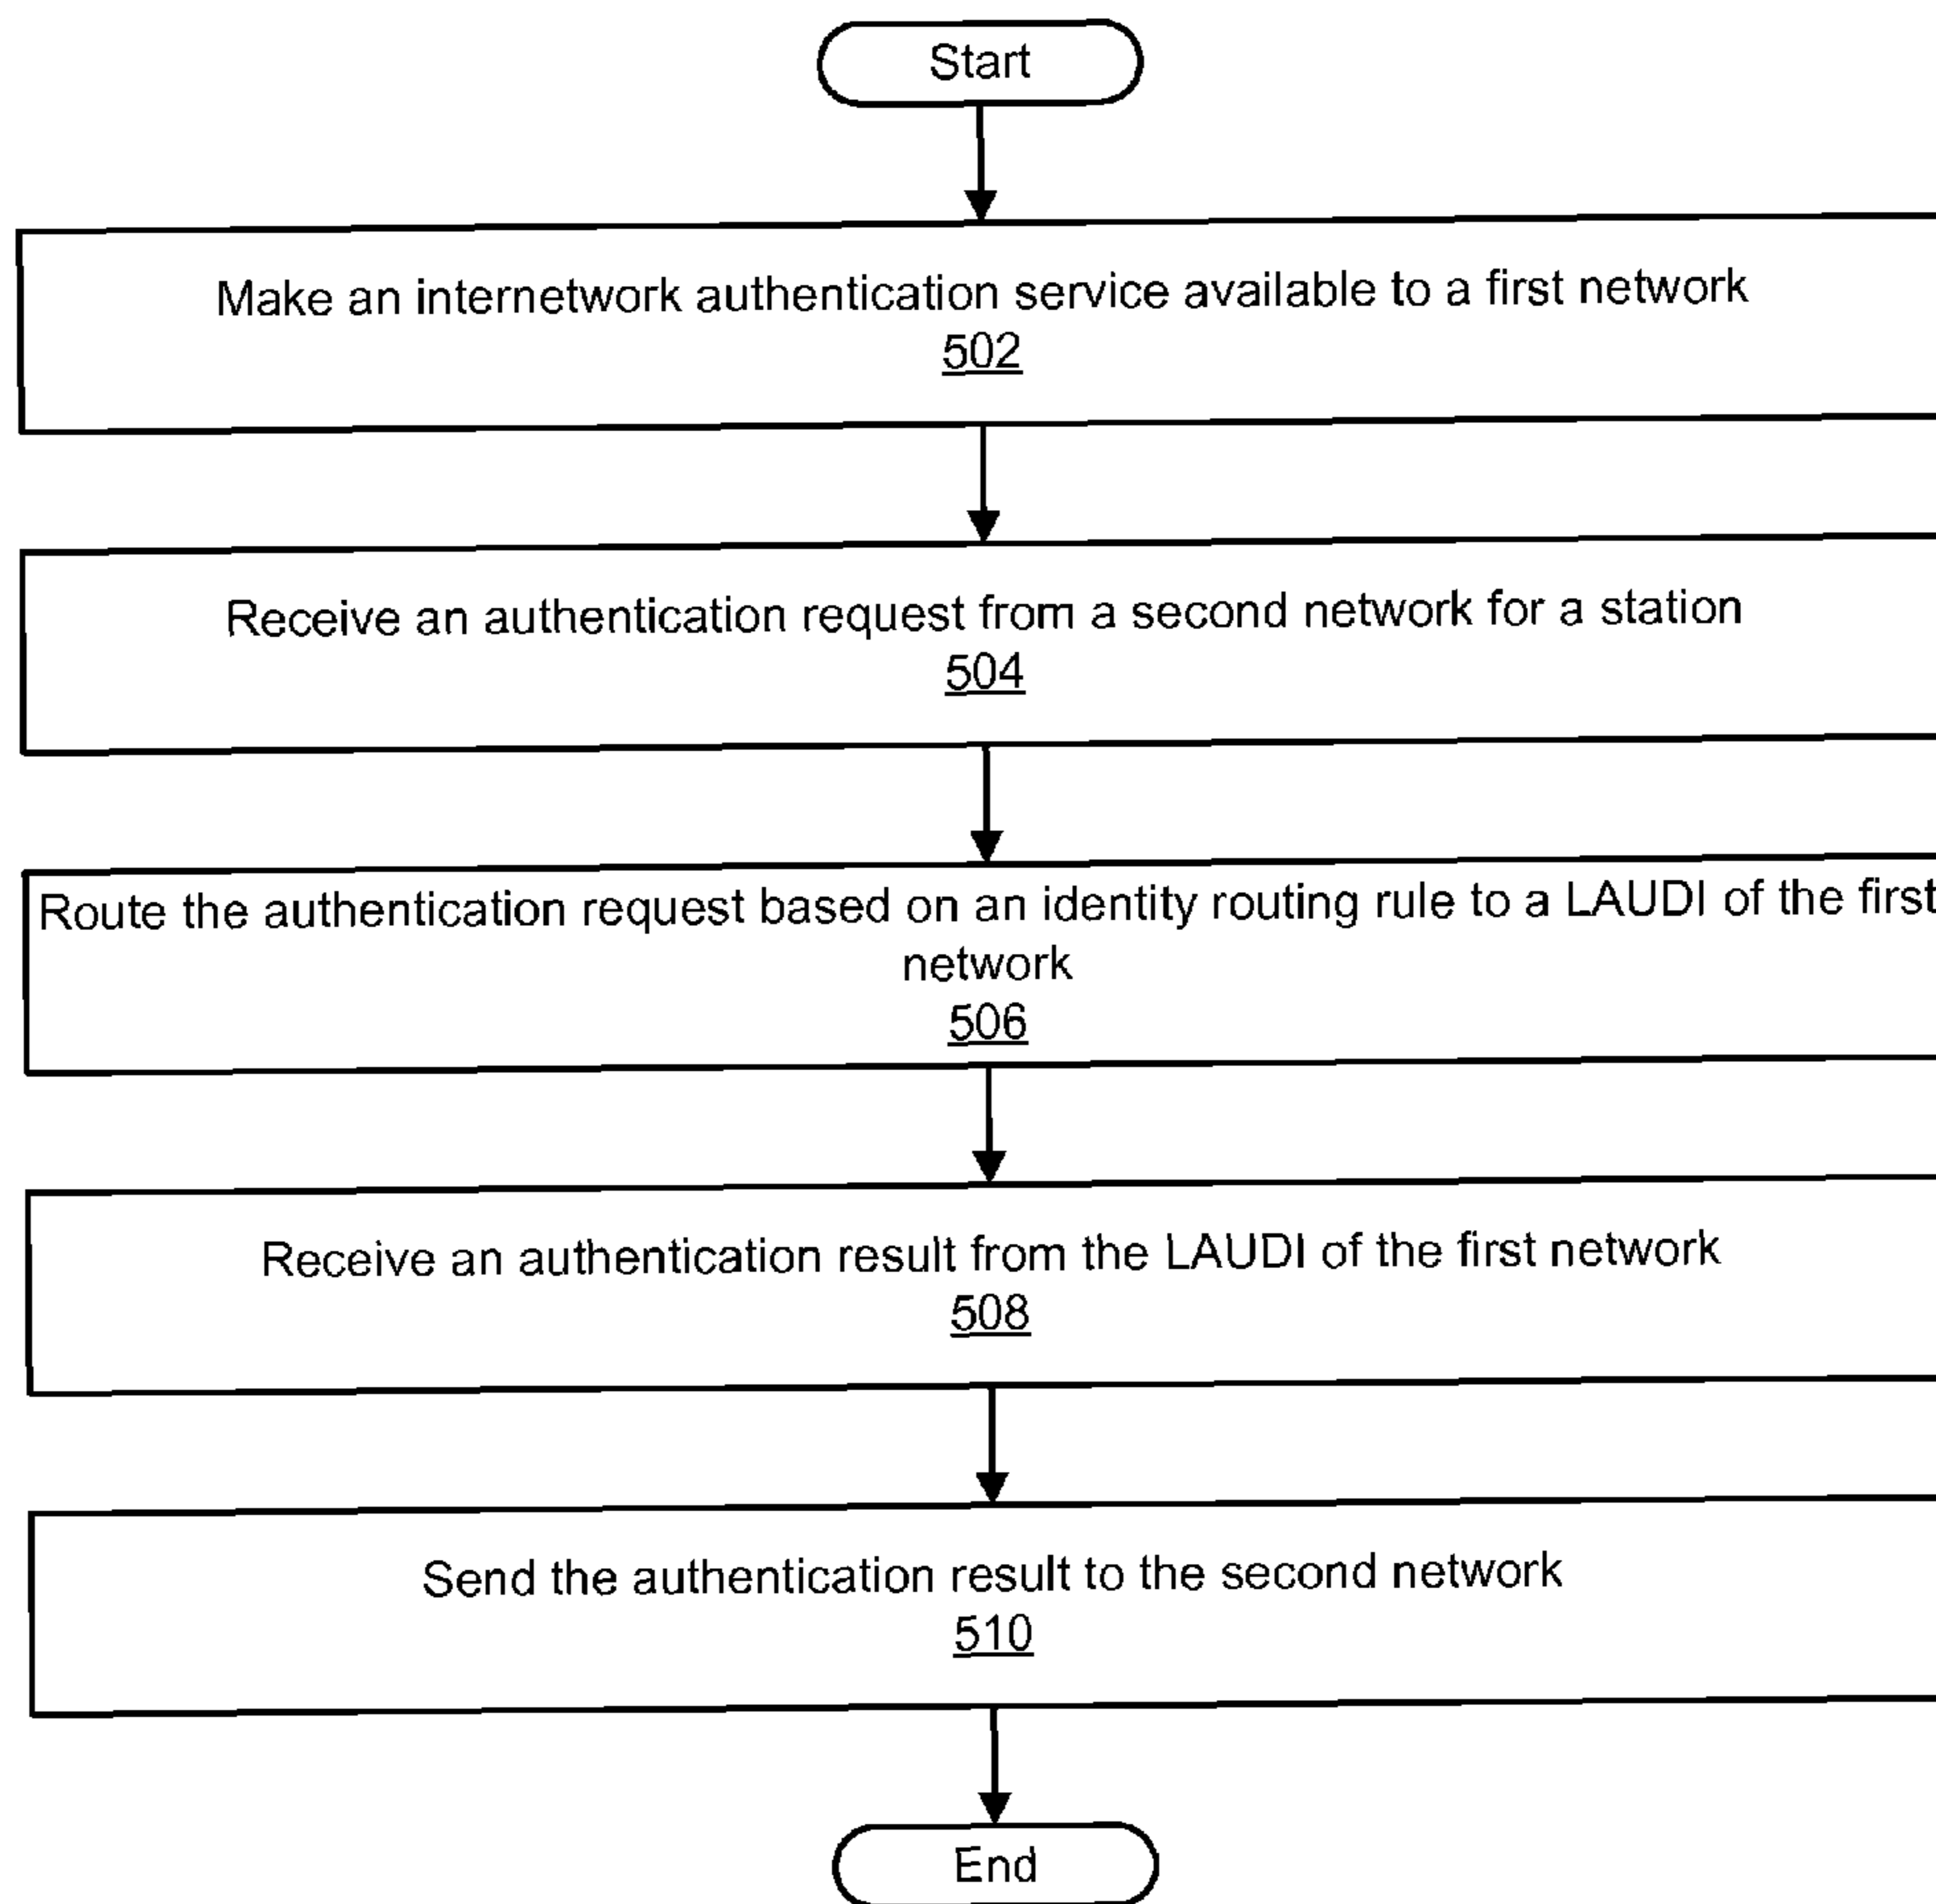 Start
Make an internetwork authentication service available to a first network
502
Receive an authentication request from a second network for a station
504
Route the authentication request based on an identity routing rule to a LAUDI of the first
network
506
Receive an authentication result from the LAUDI of the first network
508
Send the authentication result to the second network
510
End